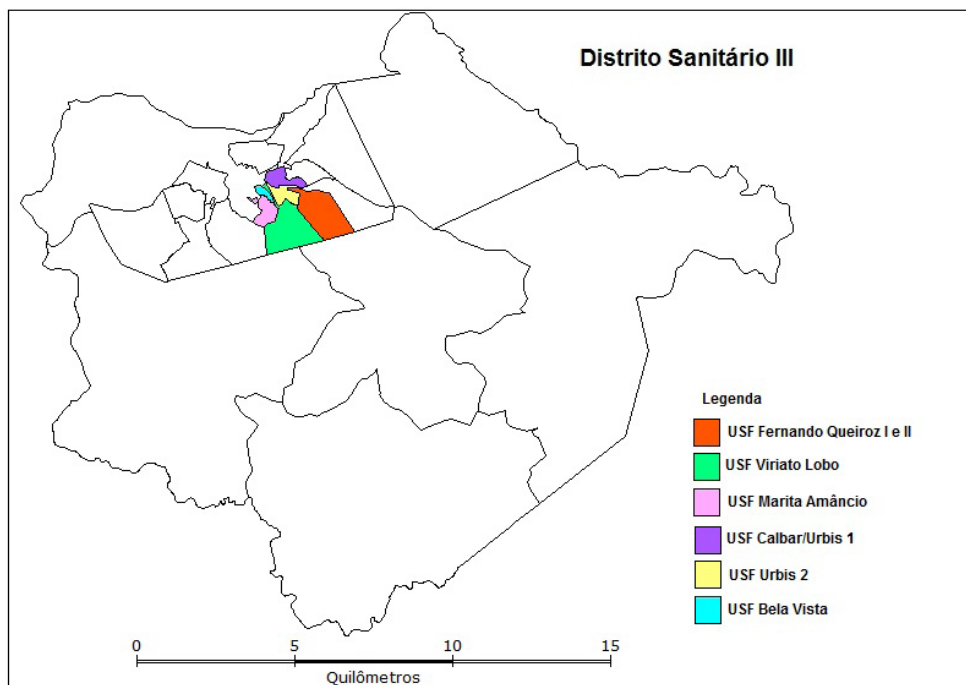 Distrito Sanitário III
Legenda
USF Fernando Queiroz I e II
USF Viriato Lobo
USF Marita Amâncio
USF Calbar/Urbis 1
USF Urbis 2
USF Bela Vista
0 5 10 15
Quilômetros